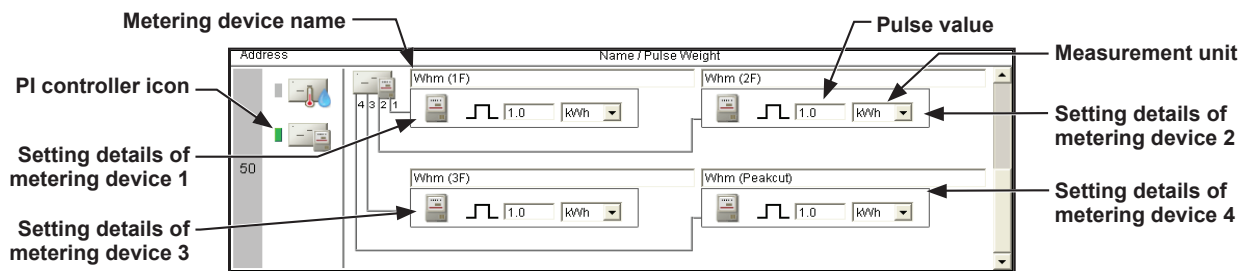 Metering device name
Pulse value
Address
Name / Pulse Weight
Measurement unit
PI controller icon
Whm (1F)
Whm (2F)
4 3 2 1
1.0
kWh
1.0
kWh
Setting details of
metering device 2
Setting details of
metering device 1
50
Whm (3F)
Whm (Peakcut)
Setting details of
metering device 4
1.0
kWh
1.0
kWh
Setting details of
metering device 3